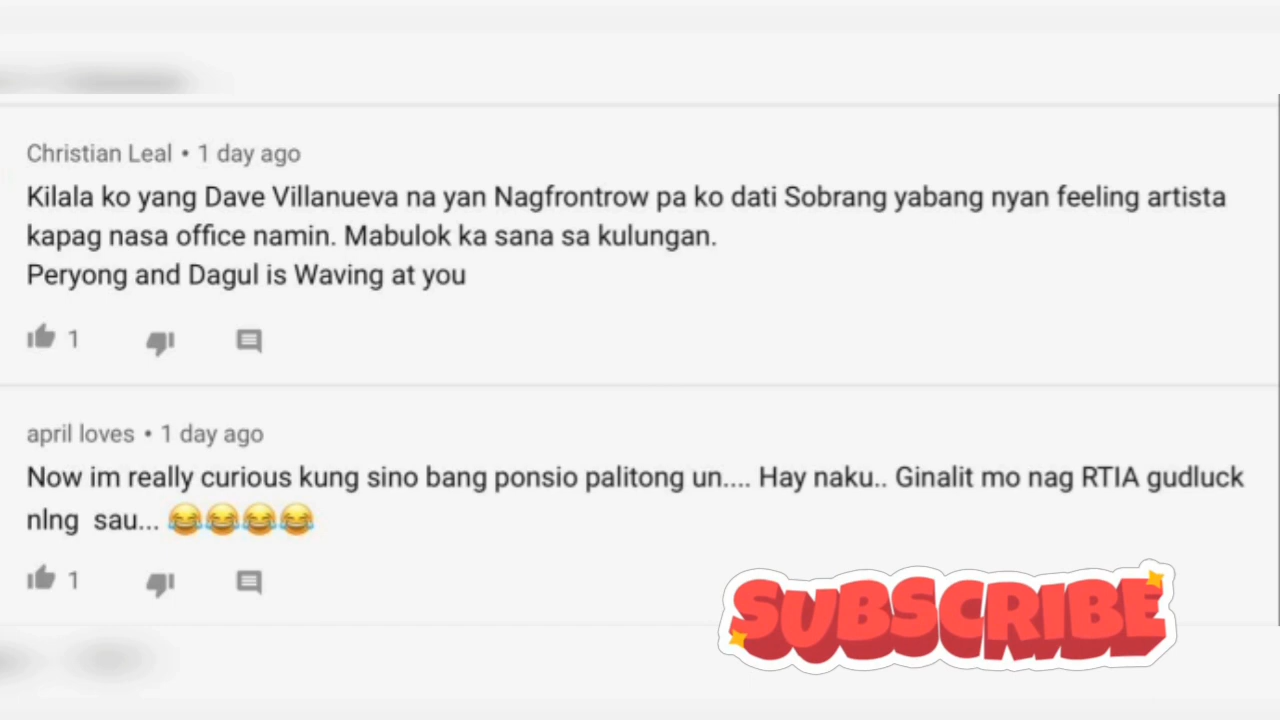 Christian Leal • 1 day ago
Kilala ko yang Dave Villanueva na yan Nagfrontrow pa ko dati Sobrang yabang nyan feeling artista
kapag nasa office namin. Mabulok ka sana sa kulungan.
Peryong and Dagul is Waving at you
1
april loves • 1 day ago
Now im really curious kung sino bang ponsio palitong un.... Hay naku.. Ginalit mo nag RTIA gudluck
nlng sau... 😂😂😂😂
1
SUBSCRIBE